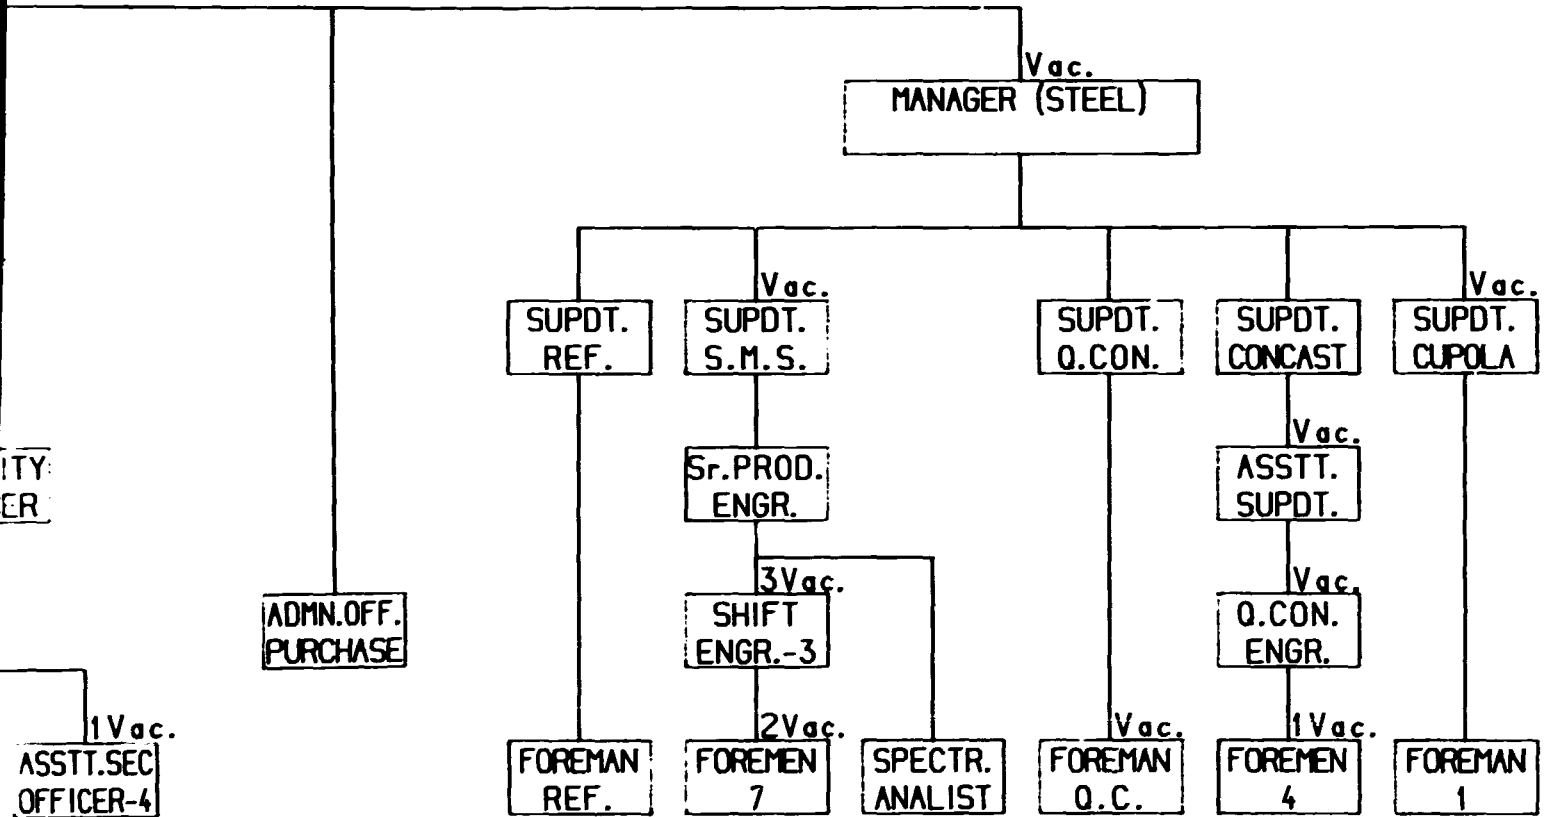 Vac.
MANAGER (STEEL)
SUPDT.
REF.
Vac.
SUPDT.
S.M.S.
SUPDT.
Q.CON.
SUPDT.
CONCAST
Vac.
SUPDT.
CUPOLA
ITY
ER
Sr.PROD.
ENGR.
Vac.
ASSTT.
SUPDT.
ADMN.OFF.
PURCHASE
3Vac.
SHIFT
ENGR.-3
Vac.
Q.CON.
ENGR.
1Vac.
ASSTT.SEC
OFFICER-4
FOREMAN
REF.
2Vac.
FOREMEN
7
SPECTR.
ANALIST
Vac.
FOREMAN
Q.C.
1Vac.
FOREMEN
4
FOREMAN
1